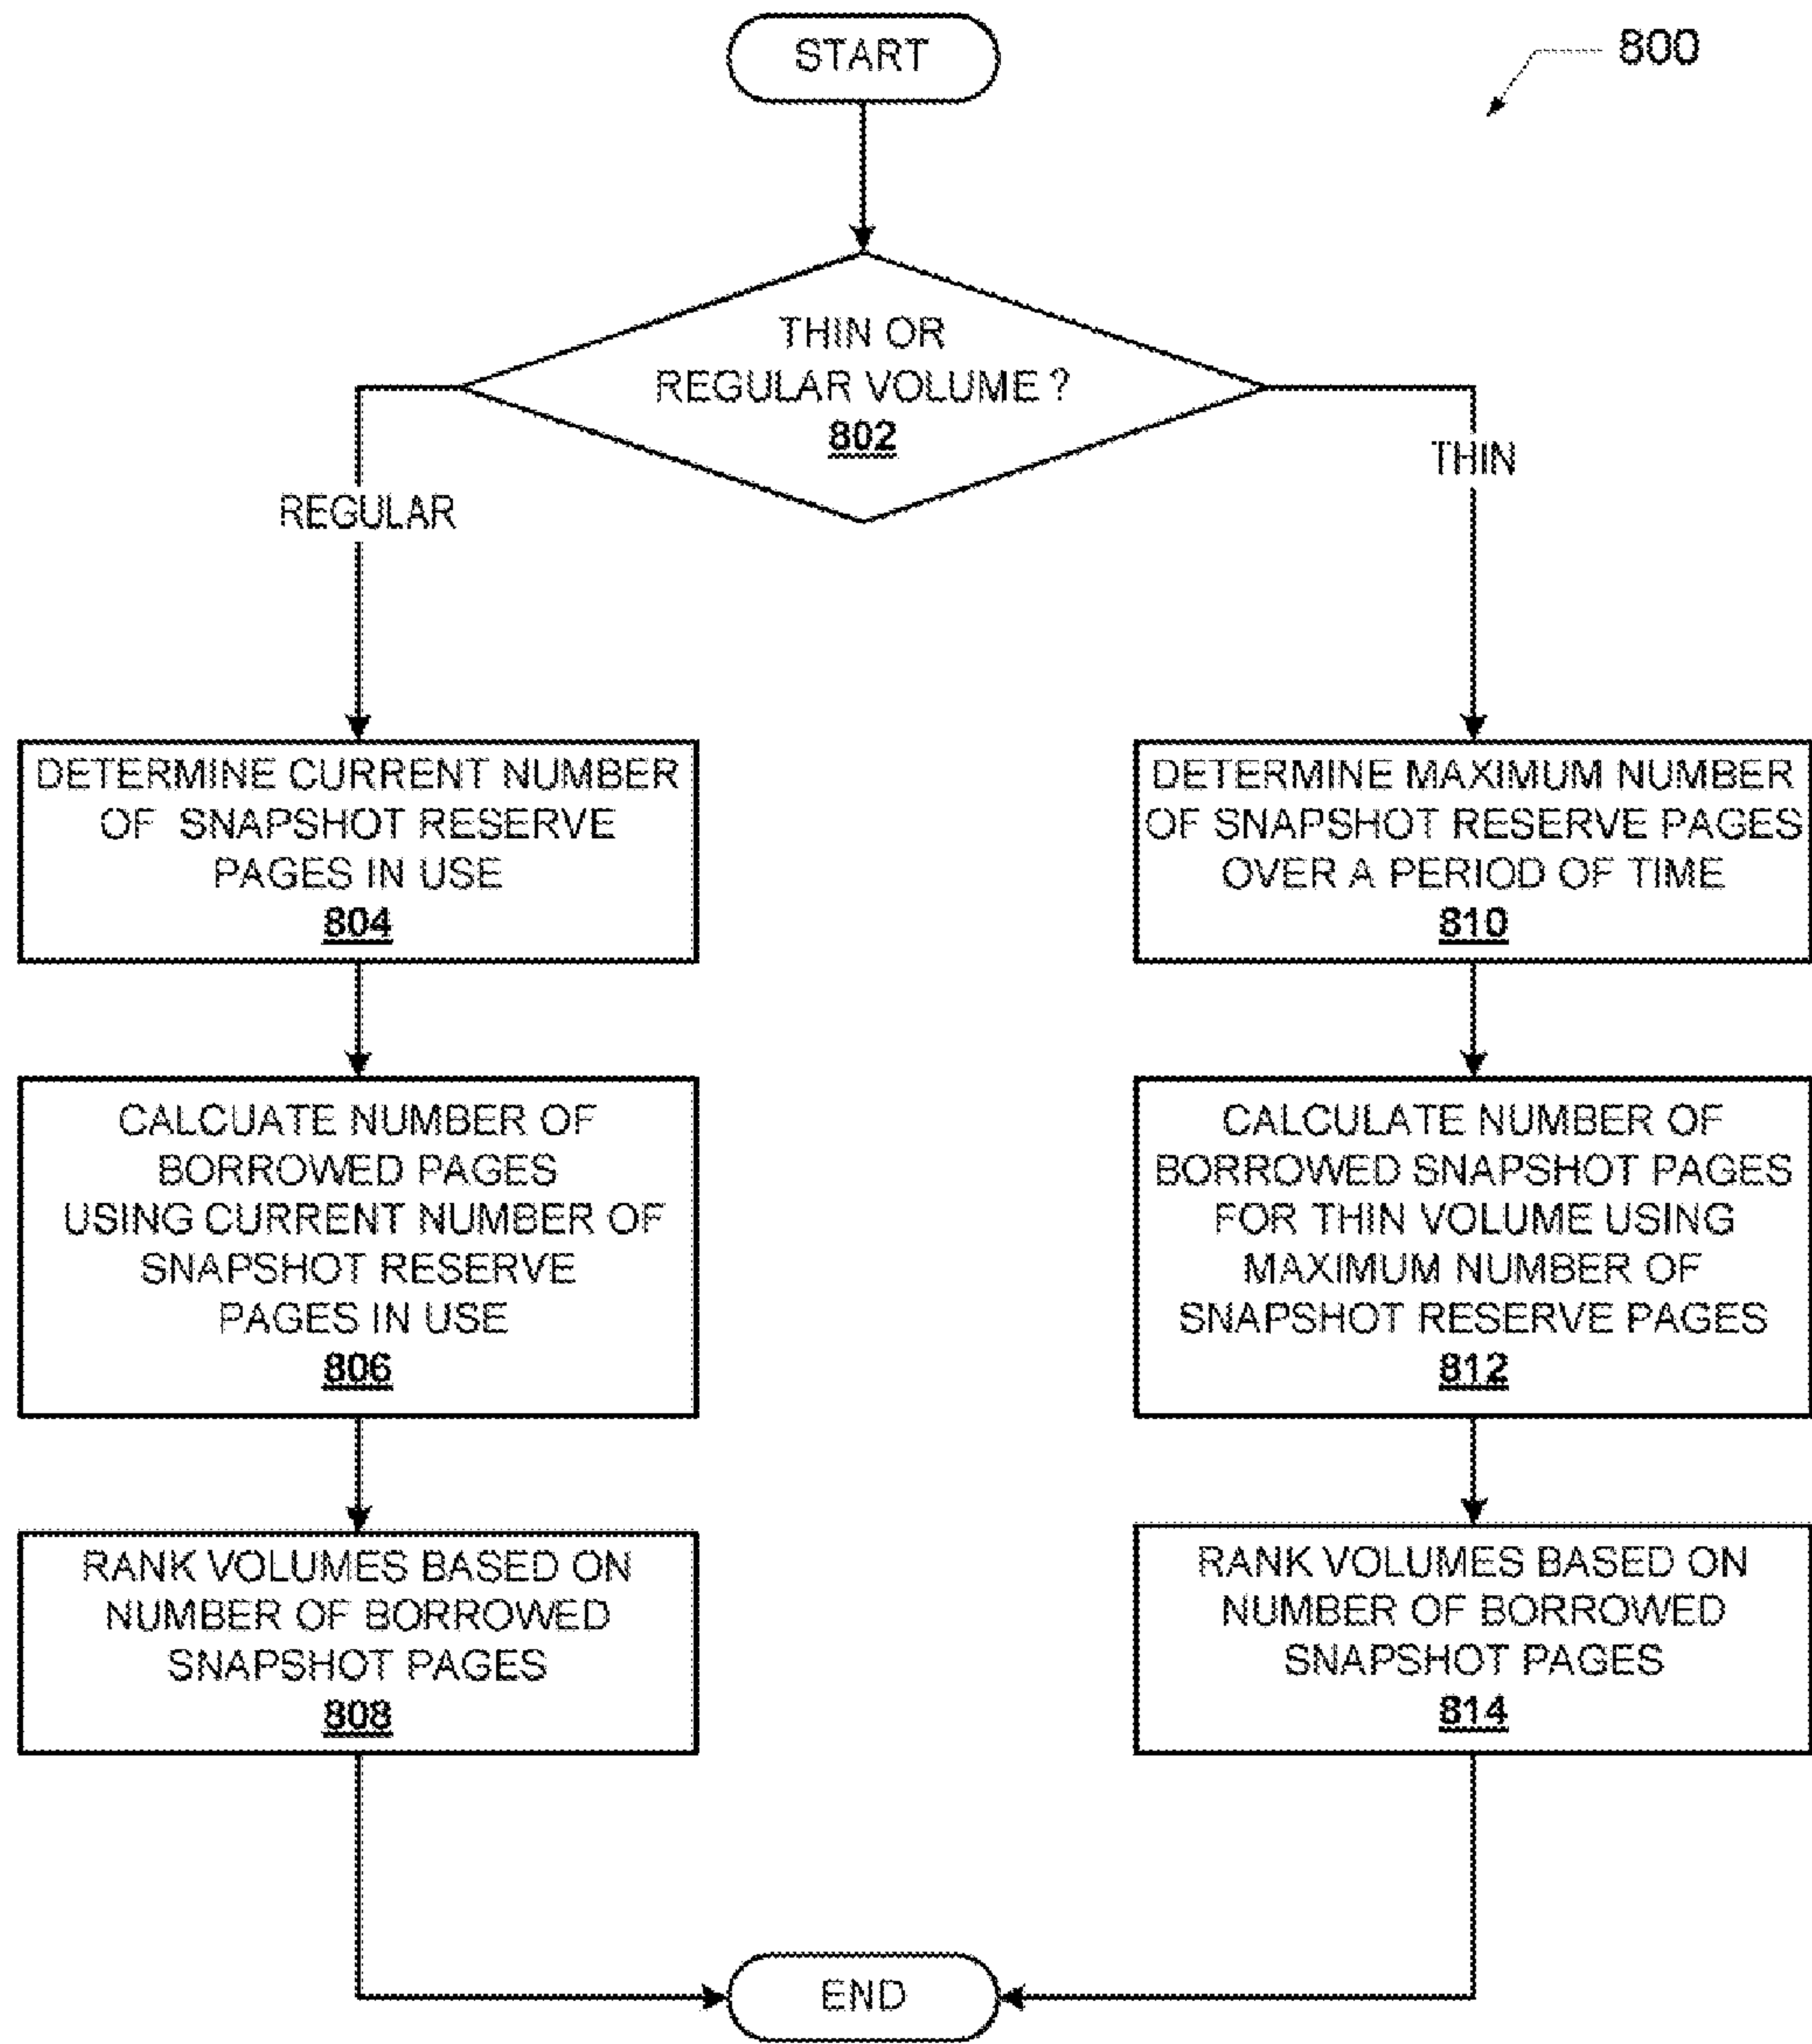 START
800
THIN OR
REGULAR VOLUME?
802
REGULAR
THIN
DETERMINE CURRENT NUMBER
OF SNAPSHOT RESERVE
PAGES IN USE
804
CALCUATE NUMBER OF
BORROWED PAGES
USING CURRENT NUMBER OF
SNAPSHOT RESERVE
PAGES IN USE
806
RANK VOLUMES BASED ON
NUMBER OF BORROWED
SNAPSHOT PAGES
808
DETERMINE MAXIMUM NUMBER
OF SNAPSHOT RESERVE PAGES
OVER A PERIOD OF TIME
810
CALCULATE NUMBER OF
BORROWED SNAPSHOT PAGES
FOR THIN VOLUME USING
MAXIMUM NUMBER OF
SNAPSHOT RESERVE PAGES
812
RANK VOLUMES BASED ON
NUMBER OF BORROWED
SNAPSHOT PAGES
814
END